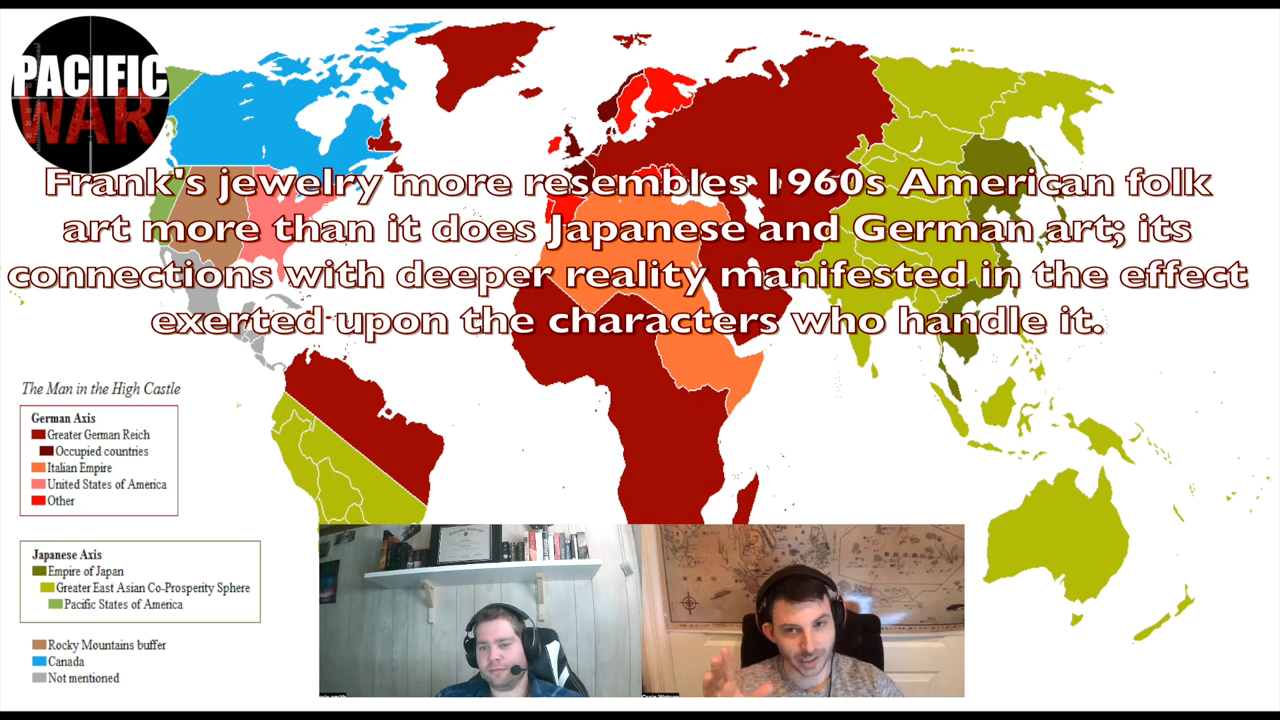 PACIFIC
WAR
Frank's jewelry more resembles 1960s American folk
art more than it does Japanese and German art; its
connections with deeper reality manifested in the effect
exerted upon the characters who handle it.
The Man in the High Castle
German Axis
Greater German Reich
Occupied countries
Italian Empire
United States of America
Other
Japanese Axis
Empire of Japan
Greater East Asian Co-Prosperity Sphere
Pacific States of America
Rocky Mountains buffer
Canada
Not mentioned